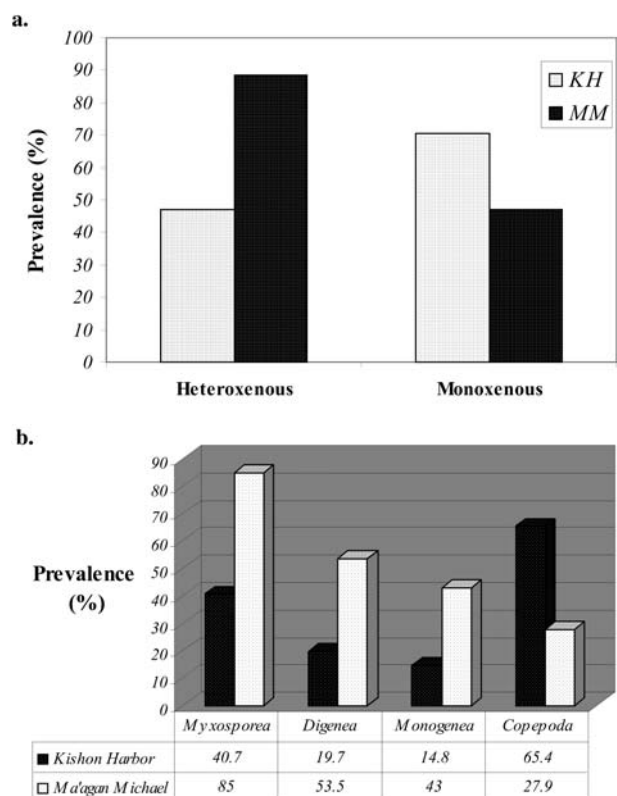 a.
100
90
80
70
60
50
40
30
20
10
0
Prevalence (%)
KH
MM
Heteroxenous
Monoxenous
b.
90
80
70
60
50
40
30
20
10
0
Prevalence
(%)
Myxosporea Digenea Monogenea Copepoda
Kishon Harbor 40.7 19.7 14.8 65.4
Ma'agan Michael 85 53.5 43 27.9